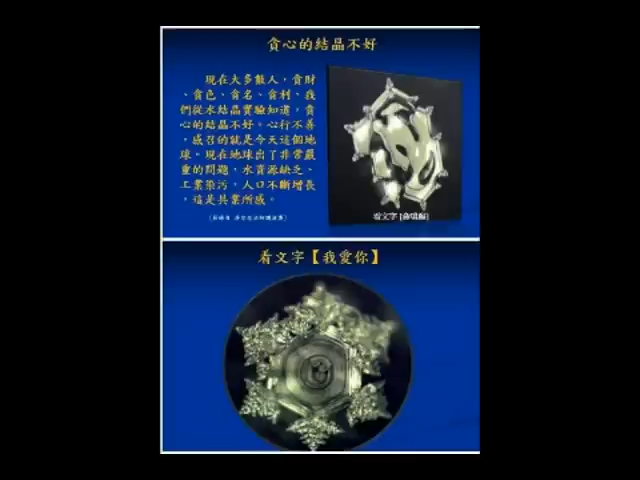 貪心的結晶不好
現在大多數人，貪財
、貪色、貪名、貪利，我
們從水結晶實驗知道，貪
心的結晶不好。心行不善
，感召的就是今天這個地
球。現在地球出了非常嚴
重的問題，水資源缺乏、
工業染污，人口不斷增長
，這是共業所感。
看文字【我愛你】